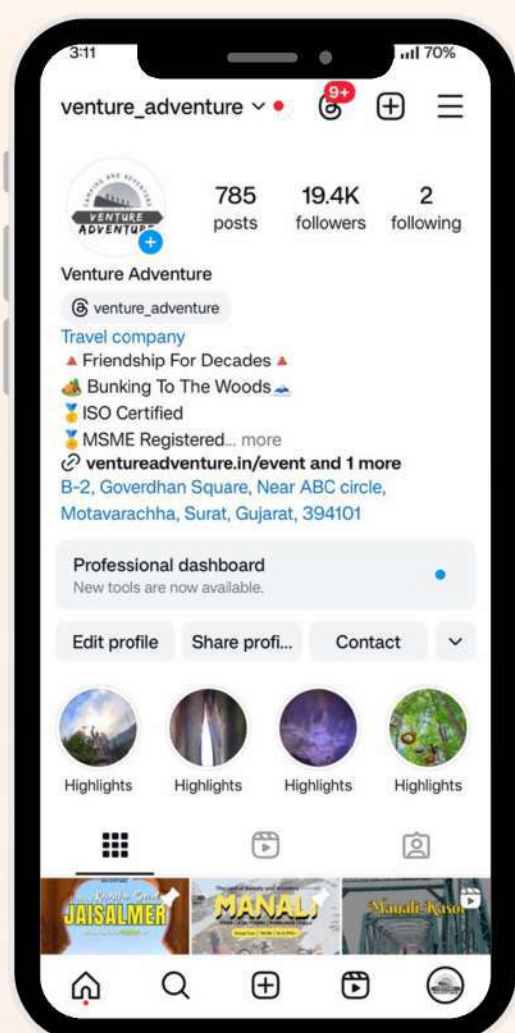 3:11 70%
venture_adventure 9+
CAMPING AND ADVENTURE
VENTURE
ADVENTURE
785 19.4K 2
posts followers following
Venture Adventure
venture_adventure
Travel company
Friendship For Decades
Bunking To The Woods
ISO Certified
MSME Registered... more
ventureadventure.in/event and 1 more
B-2, Goverdhan Square, Near ABC circle,
Motavarachha, Surat, Gujarat, 394101
Professional dashboard
New tools are now available.
Edit profile Share profi... Contact
Highlights Highlights Highlights Highlights
JAISALMER MANALI Manali-Kasol